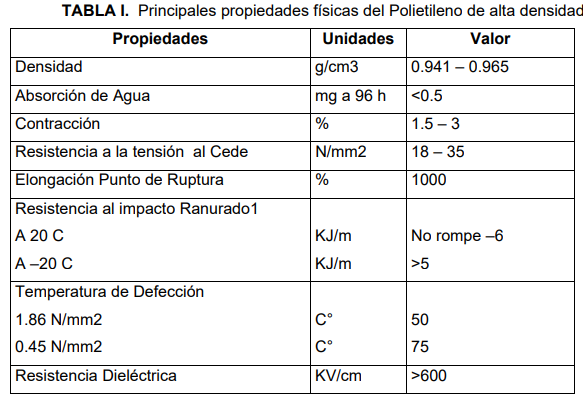 TABLA I. Principales propiedades físicas del Polietileno de alta densidad
Propiedades Unidades Valor
Densidad g/cm3 0.941 – 0.965
Absorción de Agua mg a 96 h <0.5
Contracción % 1.5 – 3
Resistencia a la tensión al Cede N/mm2 18 – 35
Elongación Punto de Ruptura % 1000
Resistencia al impacto Ranurado1
A 20 C KJ/m No rompe –6
A –20 C KJ/m >5
Temperatura de Defección
1.86 N/mm2 C° 50
0.45 N/mm2 C° 75
Resistencia Dieléctrica KV/cm >600